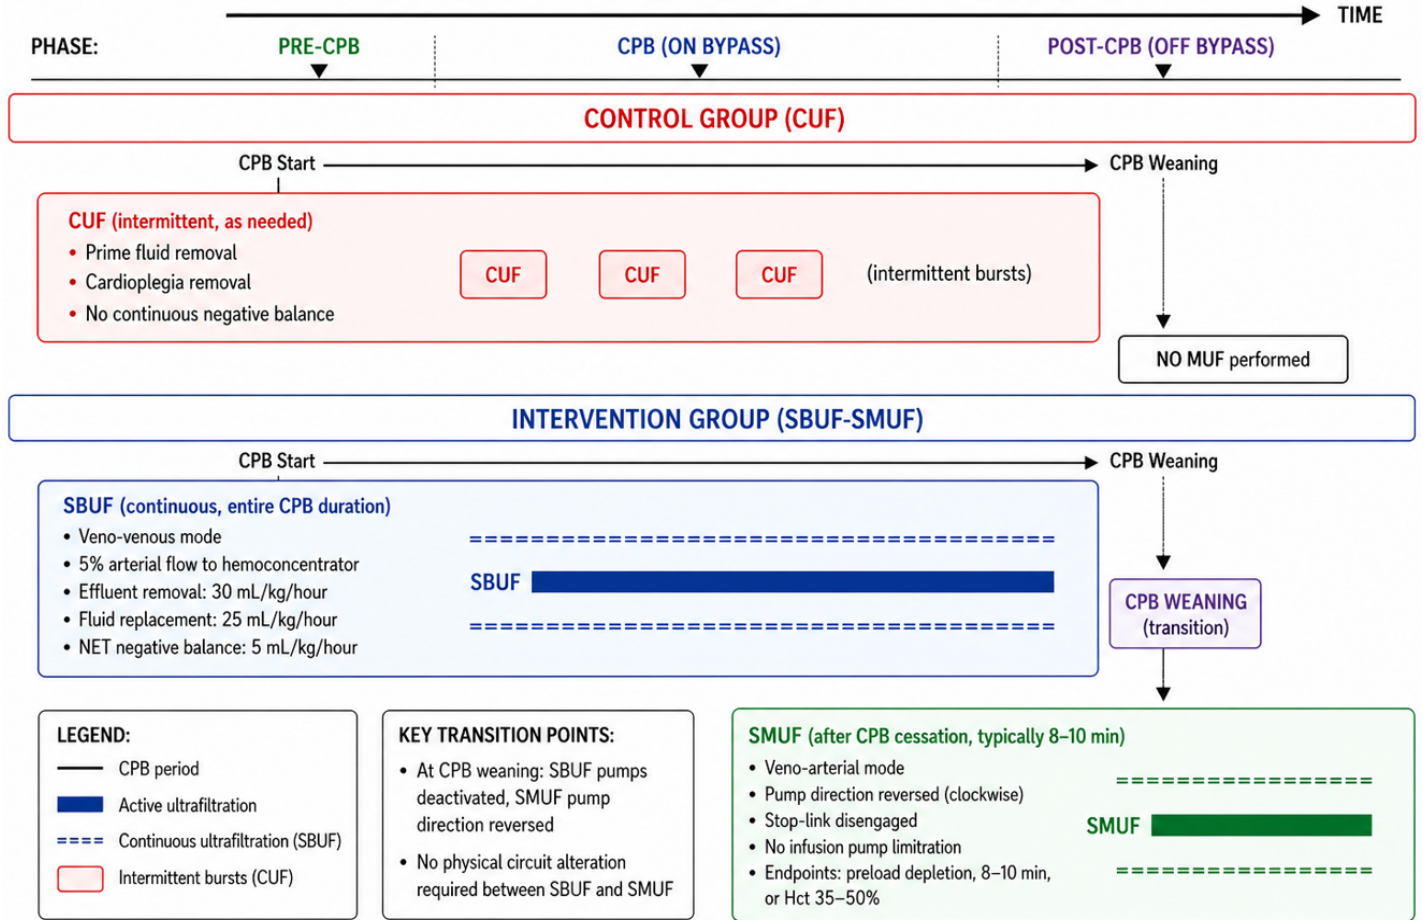 TIME
PHASE: PRE-CPB CPB (ON BYPASS) POST-CPB (OFF BYPASS)
CONTROL GROUP (CUF)
CPB Start CPB Weaning
CUF (intermittent, as needed)
• Prime fluid removal
• Cardioplegia removal
• No continuous negative balance
CUF CUF CUF (intermittent bursts)
NO MUF performed
INTERVENTION GROUP (SBUF-SMUF)
CPB Start CPB Weaning
SBUF (continuous, entire CPB duration)
• Veno-venous mode
• 5% arterial flow to hemoconcentrator
• Effluent removal: 30 mL/kg/hour
• Fluid replacement: 25 mL/kg/hour
• NET negative balance: 5 mL/kg/hour
SBUF
CPB WEANING
(transition)
LEGEND:
CPB period
Active ultrafiltration
Continuous ultrafiltration (SBUF)
Intermittent bursts (CUF)
KEY TRANSITION POINTS:
• At CPB weaning: SBUF pumps
deactivated, SMUF pump
direction reversed
• No physical circuit alteration
required between SBUF and SMUF
SMUF (after CPB cessation, typically 8–10 min)
• Veno-arterial mode
• Pump direction reversed (clockwise)
• Stop-link disengaged
• No infusion pump limitration
• Endpoints: preload depletion, 8–10 min,
or Hct 35–50%
SMUF